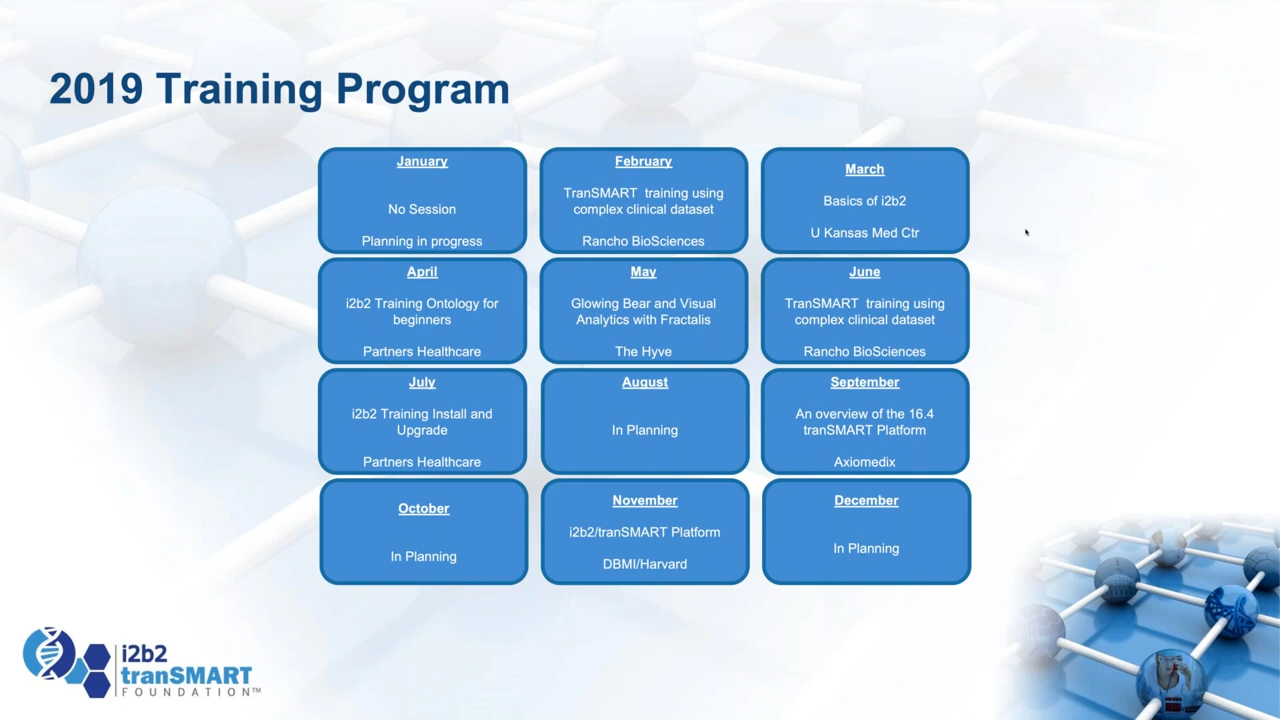 2019 Training Program
January
No Session
Planning in progress
February
TranSMART training using
complex clinical dataset
Rancho BioSciences
March
Basics of i2b2
U Kansas Med Ctr
April
i2b2 Training Ontology for
beginners
Partners Healthcare
May
Glowing Bear and Visual
Analytics with Fractalis
The Hyve
June
TranSMART training using
complex clinical dataset
Rancho BioSciences
July
i2b2 Training Install and
Upgrade
Partners Healthcare
August
In Planning
September
An overview of the 16.4
tranSMART Platform
Axiomedix
October
In Planning
November
i2b2/tranSMART Platform
DBMI/Harvard
December
In Planning
i2b2
tranSMART
FOUNDATION™